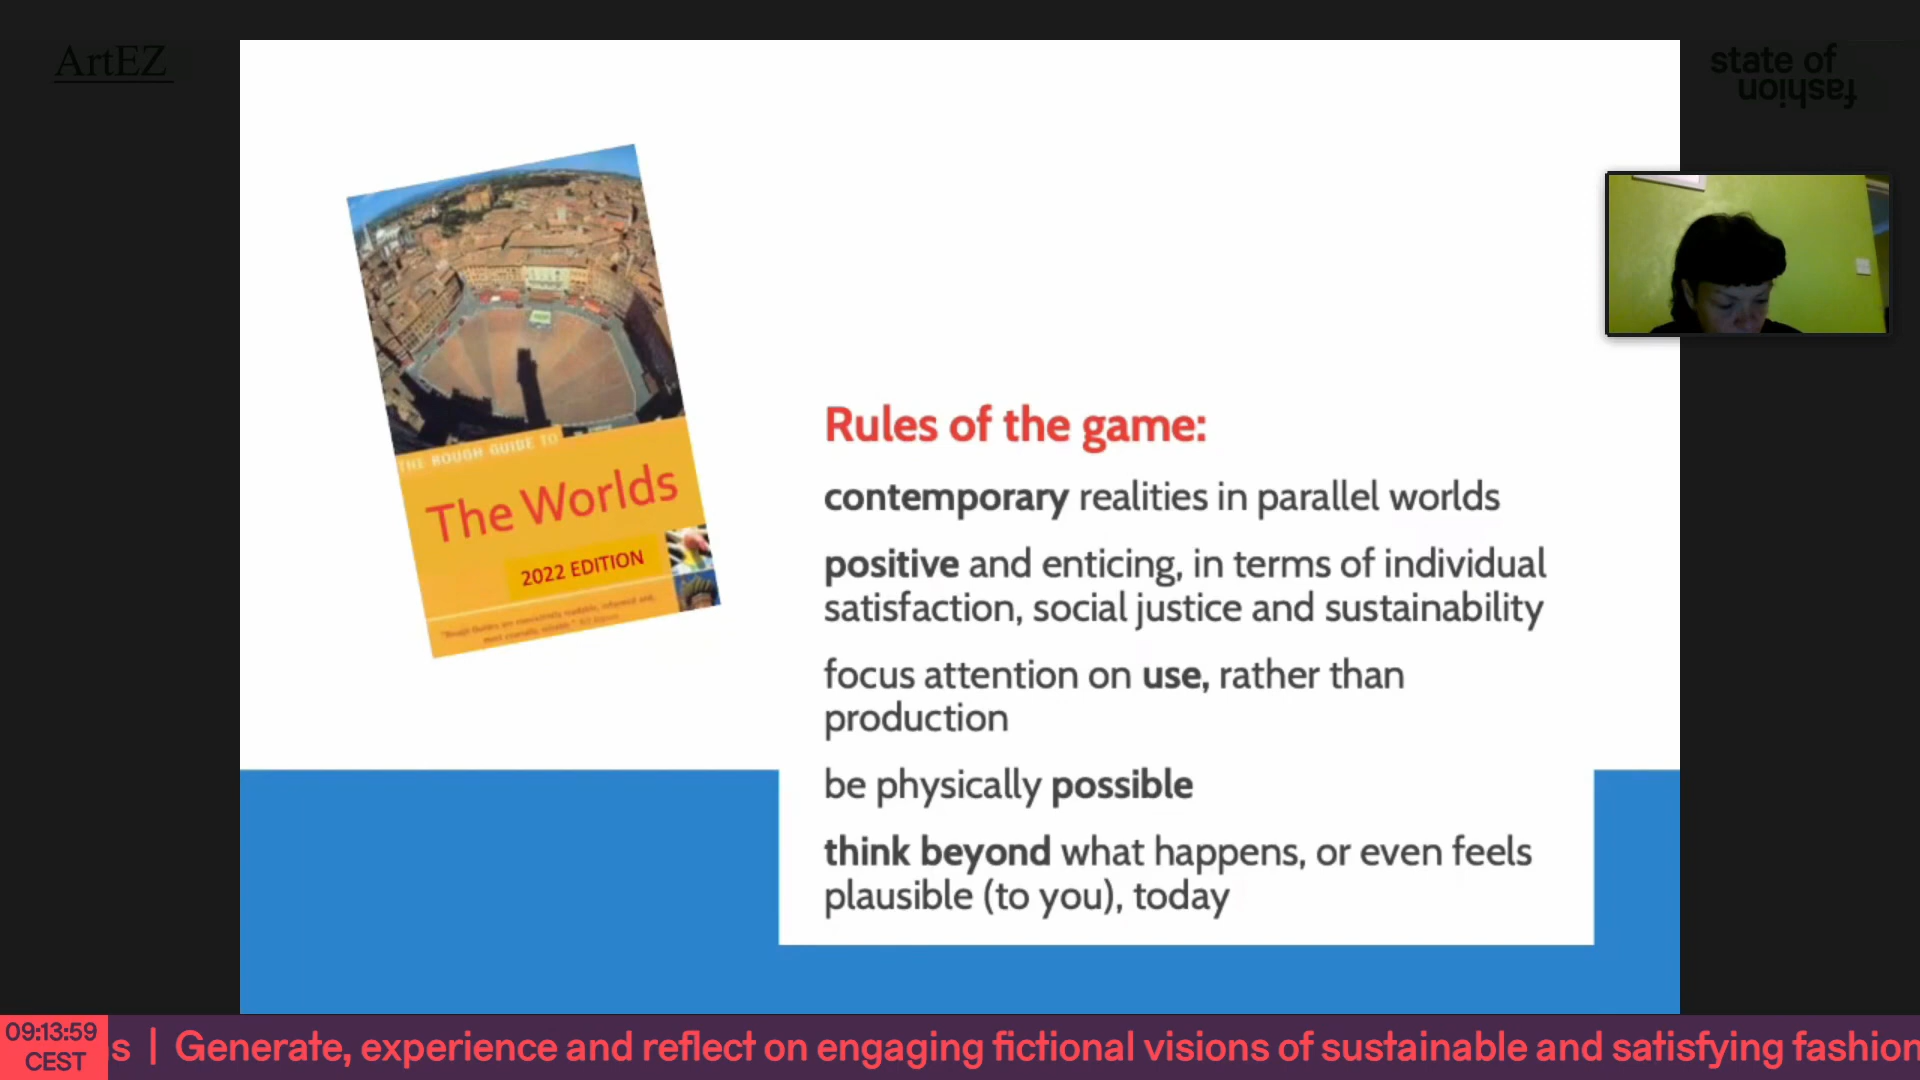 ArtEZ
state of
fashion
THE ROUGH GUIDE TO
The Worlds
2022 EDITION
Rules of the game:
contemporary realities in parallel worlds
positive and enticing, in terms of individual
satisfaction, social justice and sustainability
focus attention on use, rather than
production
be physically possible
think beyond what happens, or even feels
plausible (to you), today
09:13:59
CEST
s | Generate, experience and reflect on engaging fictional visions of sustainable and satisfying fashion